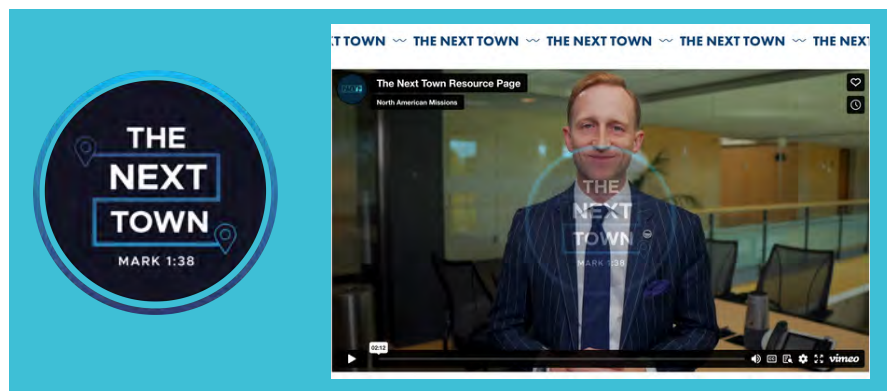 THE
NEXT
TOWN
MARK 1:38
T TOWN THE NEXT TOWN THE NEXT TOWN THE NEXT TOWN THE NEXT
The Next Town Resource Page
North American Missions
THE
NEXT
TOWN
MARK 1:38
02:12
CC
vimeo